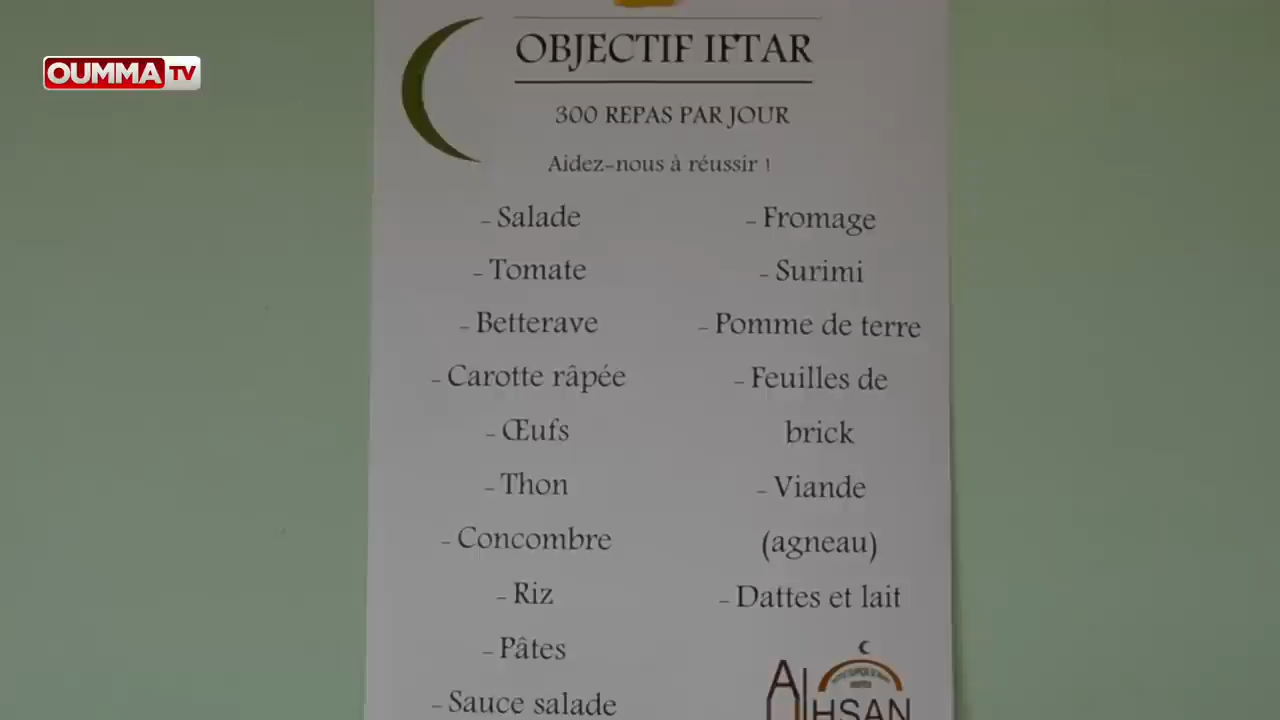 OUMMA TV
OBJECTIF IFTAR
300 REPAS PAR JOUR
Aidez-nous à réussir !
- Salade
- Tomate
- Betterave
- Carotte râpée
- Œufs
- Thon
- Concombre
- Riz
- Pâtes
- Sauce salade
- Fromage
- Surimi
- Pomme de terre
- Feuilles de
brick
- Viande
(agneau)
- Dattes et lait
Al IHSAN